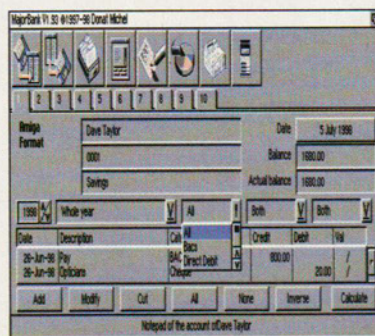 MajorBank V1.93 ©1997-98 Donat Michel
1 2 3 4 5 6 7 8 9 10
Amiga Format
Dave Taylor
Date 5 July 1998
0001
Balance 1680.00
Savings
Actual balance 1680.00
1998 Whole year All Both Both
Date Description Credit Debit Val
All
Bacs
Direct Debit
26-Jun-98 Pay BAC 800.00 /
26-Jun-98 Opticians Cheque 20.00 /
Add Modify Cut All None Inverse Calculate
Notepad of the account of Dave Taylor